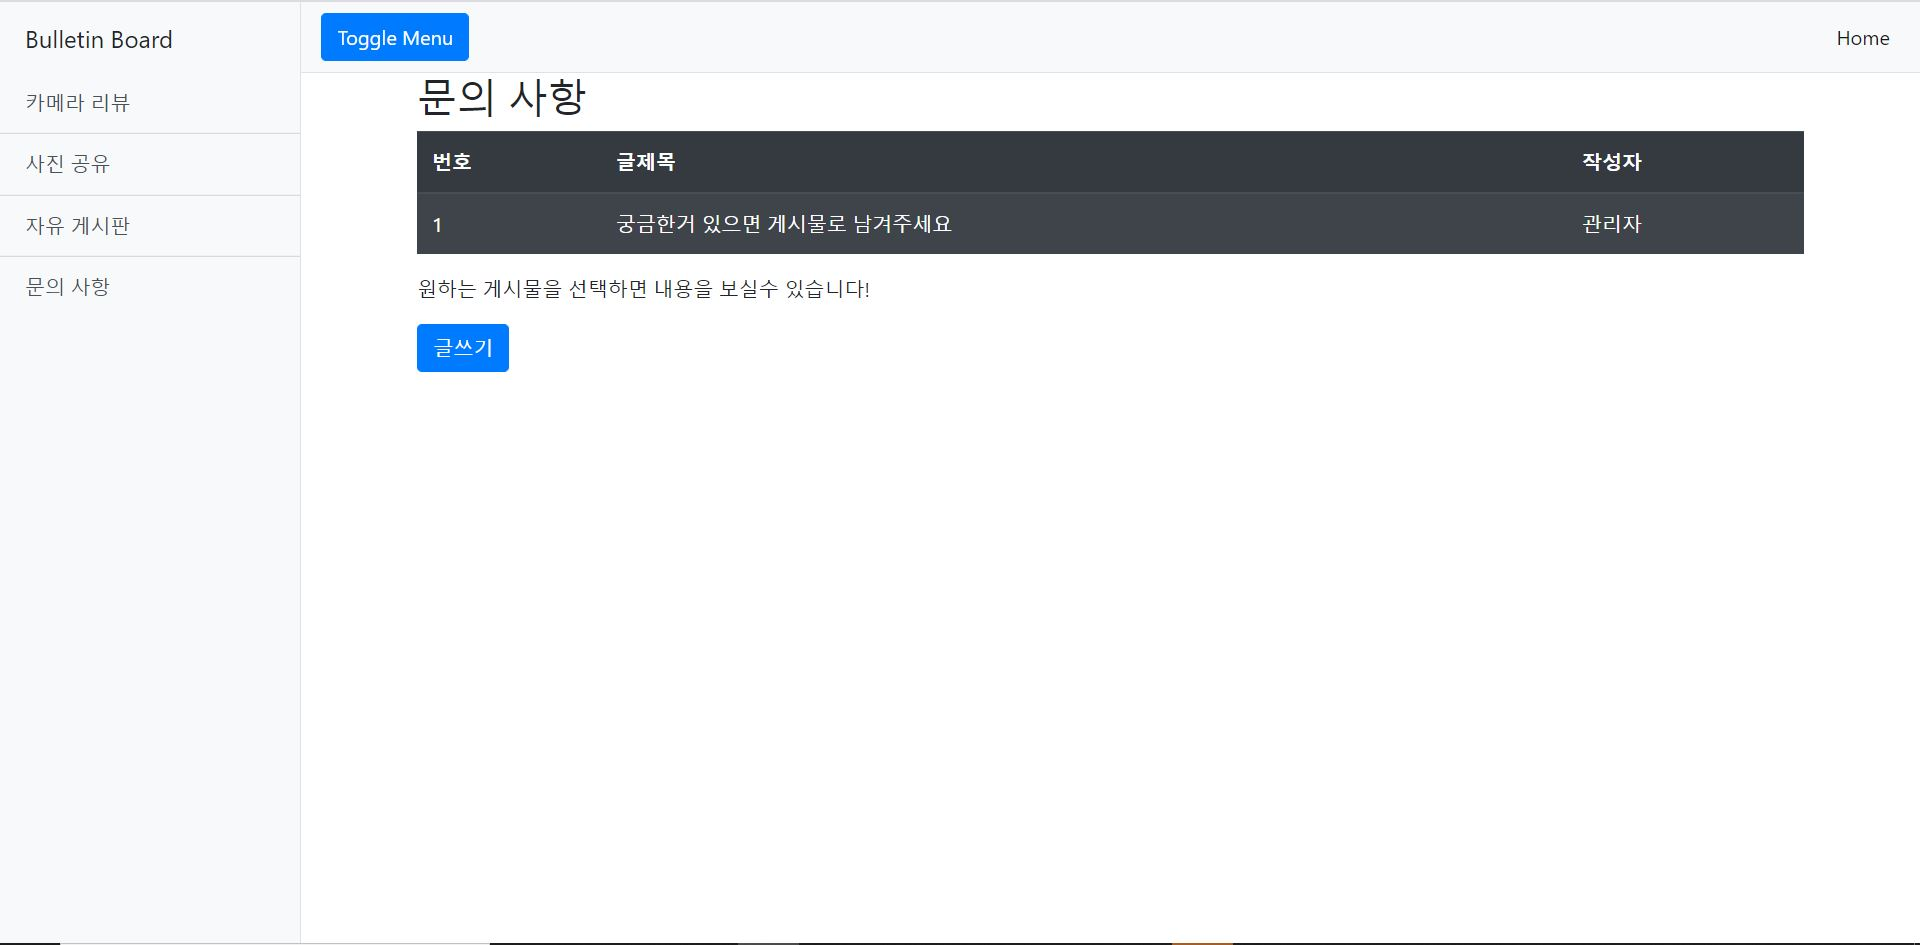 Bulletin Board
카메라 리뷰
사진 공유
자유 게시판
문의 사항
Toggle Menu
Home
문의 사항
번호 글제목 작성자
1 궁금한거 있으면 게시물로 남겨주세요 관리자
원하는 게시물을 선택하면 내용을 보실수 있습니다!
글쓰기